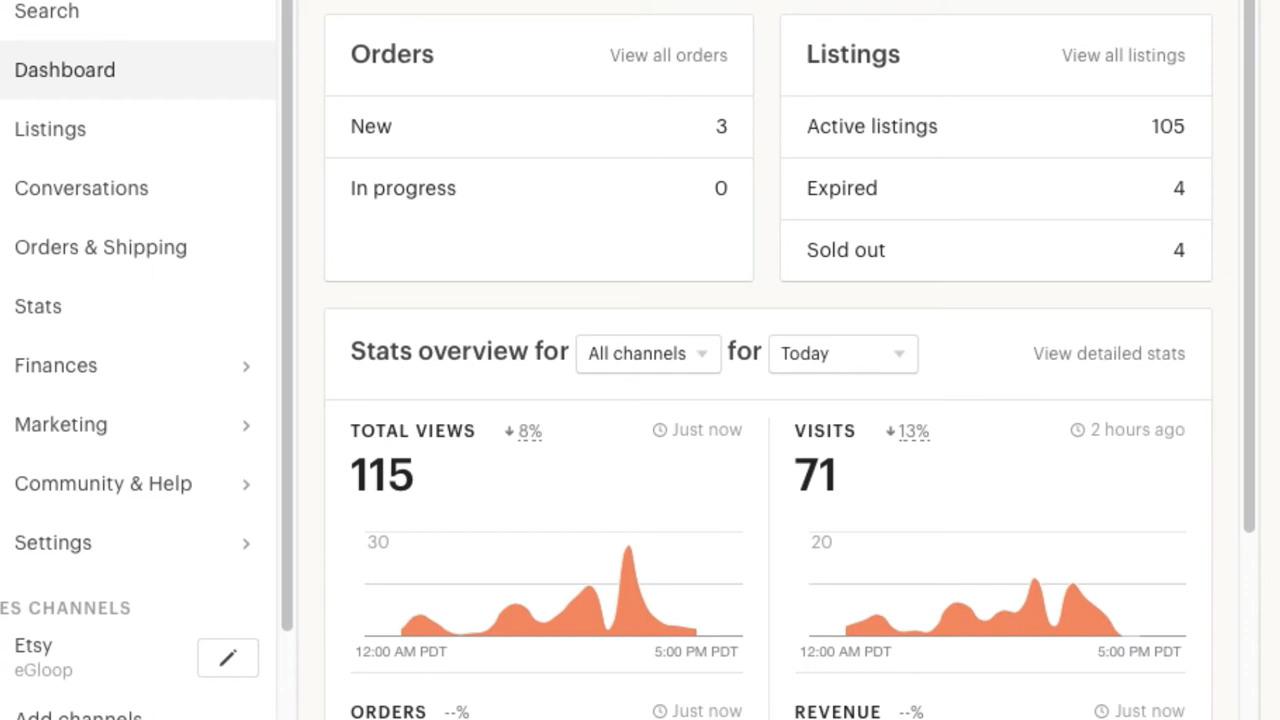 Search
Dashboard
Listings
Conversations
Orders & Shipping
Stats
Finances
Marketing
Community & Help
Settings
ES CHANNELS
Etsy
eGloop
Add channels
Orders View all orders
New 3
In progress 0
Listings View all listings
Active listings 105
Expired 4
Sold out 4
Stats overview for All channels for Today View detailed stats
TOTAL VIEWS 8% Just now
115
30
12:00 AM PDT 5:00 PM PDT
VISITS 13% 2 hours ago
71
20
12:00 AM PDT 5:00 PM PDT
ORDERS --% Just now
REVENUE --% Just now